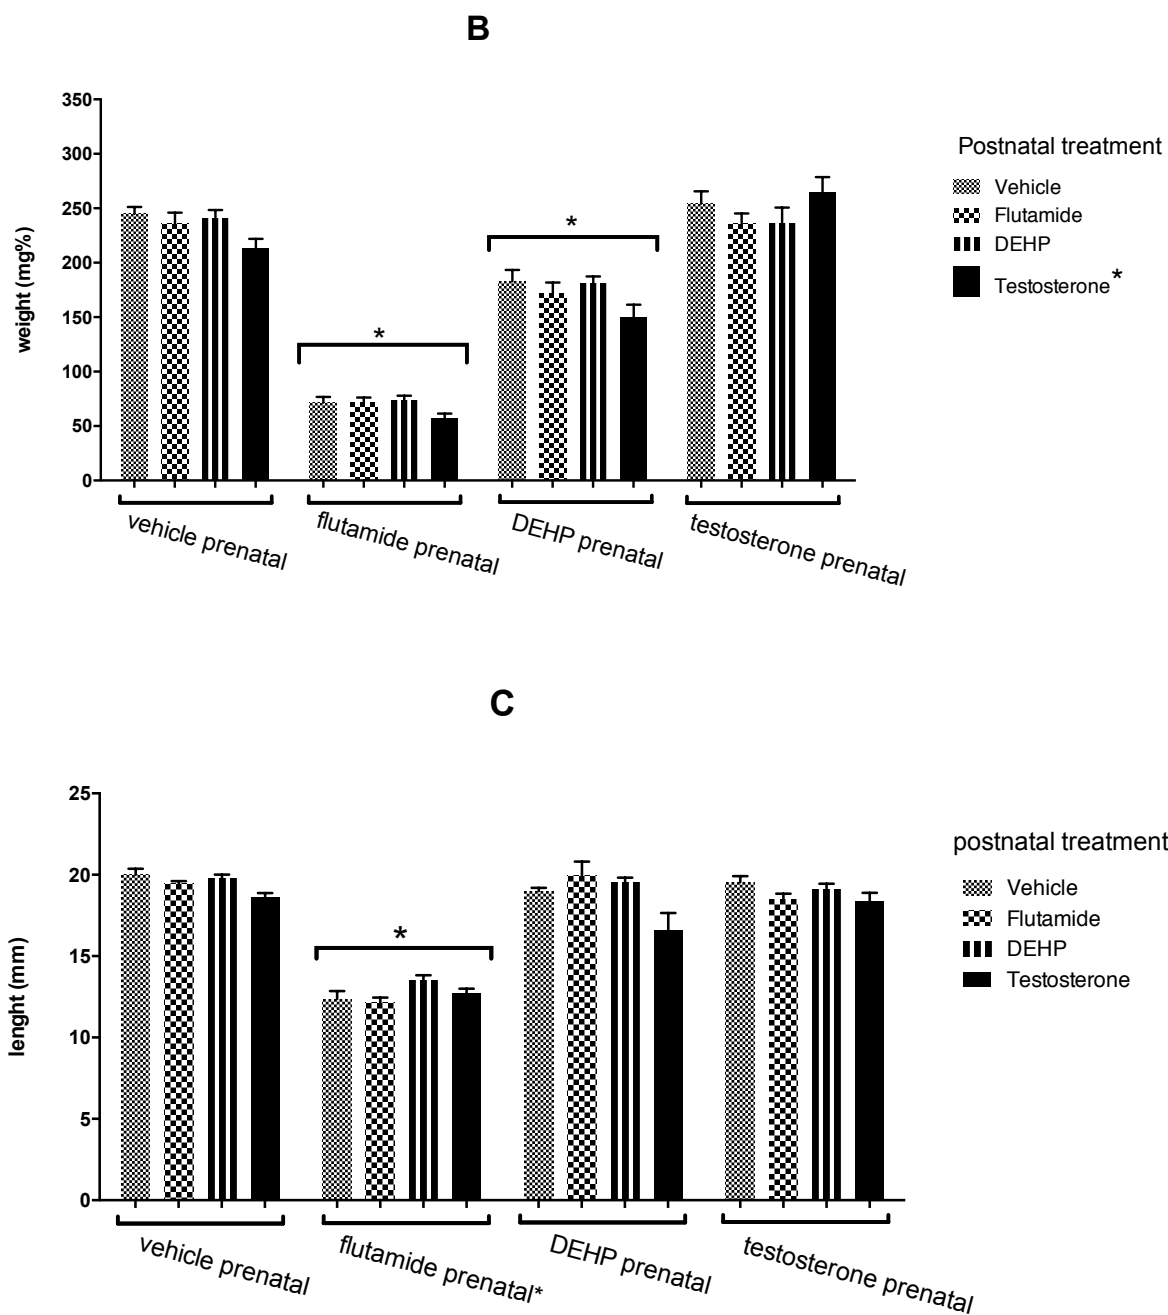 B
350
300
250
200
150
100
50
0
weight (mg%)
*
*
vehicle prenatal
flutamide prenatal
DEHP prenatal
testosterone prenatal
Postnatal treatment
Vehicle
Flutamide
DEHP
Testosterone*
C
25
20
15
10
5
0
lenght (mm)
*
vehicle prenatal
flutamide prenatal*
DEHP prenatal
testosterone prenatal
postnatal treatment
Vehicle
Flutamide
DEHP
Testosterone